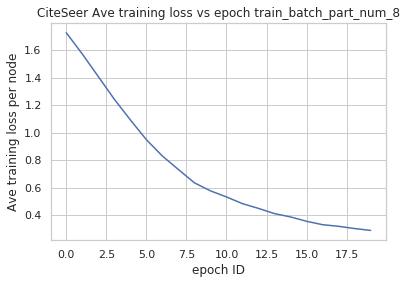 CiteSeer Ave training loss vs epoch train_batch_part_num_8
Ave training loss per node
1.6
1.4
1.2
1.0
0.8
0.6
0.4
0.0 2.5 5.0 7.5 10.0 12.5 15.0 17.5
epoch ID